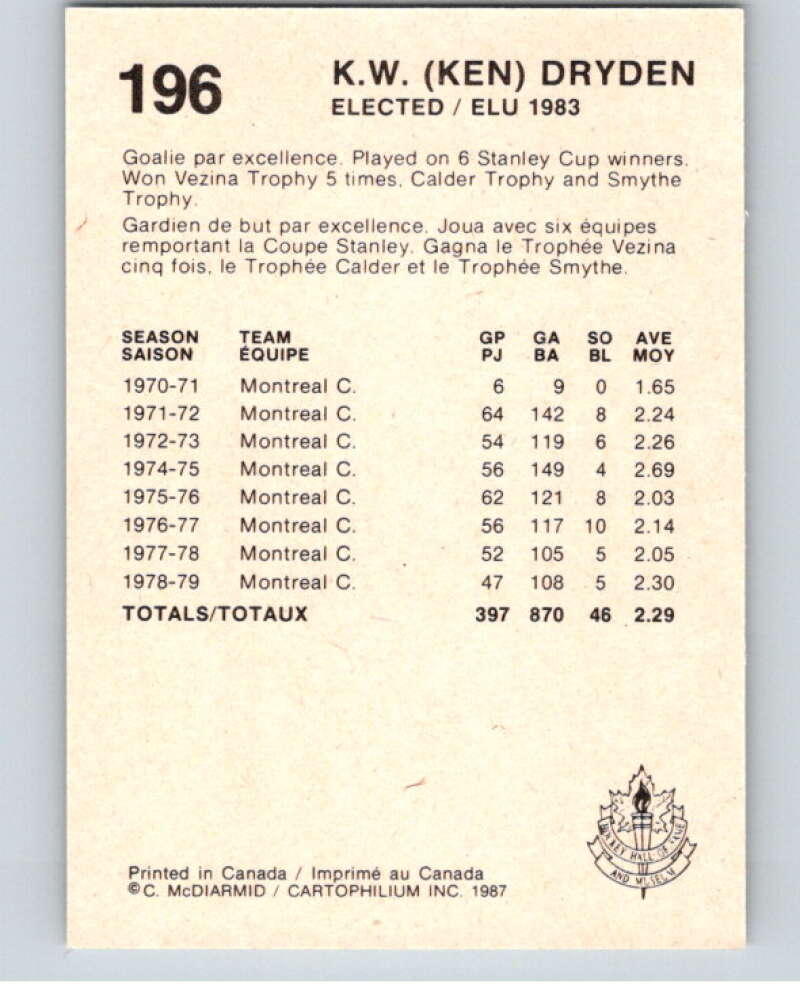 196
K.W. (KEN) DRYDEN
ELECTED / ELU 1983
Goalie par excellence. Played on 6 Stanley Cup winners.
Won Vezina Trophy 5 times, Calder Trophy and Smythe
Trophy.
Gardien de but par excellence. Joua avec six équipes
remportant la Coupe Stanley. Gagna le Trophée Vezina
cinq fois, le Trophée Calder et le Trophée Smythe.
SEASON TEAM GP GA SO AVE
SAISON ÉQUIPE PJ BA BL MOY
1970-71 Montreal C. 6 9 0 1.65
1971-72 Montreal C. 64 142 8 2.24
1972-73 Montreal C. 54 119 6 2.26
1974-75 Montreal C. 56 149 4 2.69
1975-76 Montreal C. 62 121 8 2.03
1976-77 Montreal C. 56 117 10 2.14
1977-78 Montreal C. 52 105 5 2.05
1978-79 Montreal C. 47 108 5 2.30
TOTALS/TOTAUX 397 870 46 2.29
HOCKEY HALL OF FAME
AND MUSEUM
Printed in Canada / Imprimé au Canada
©C. McDIARMID / CARTOPHILIUM INC. 1987